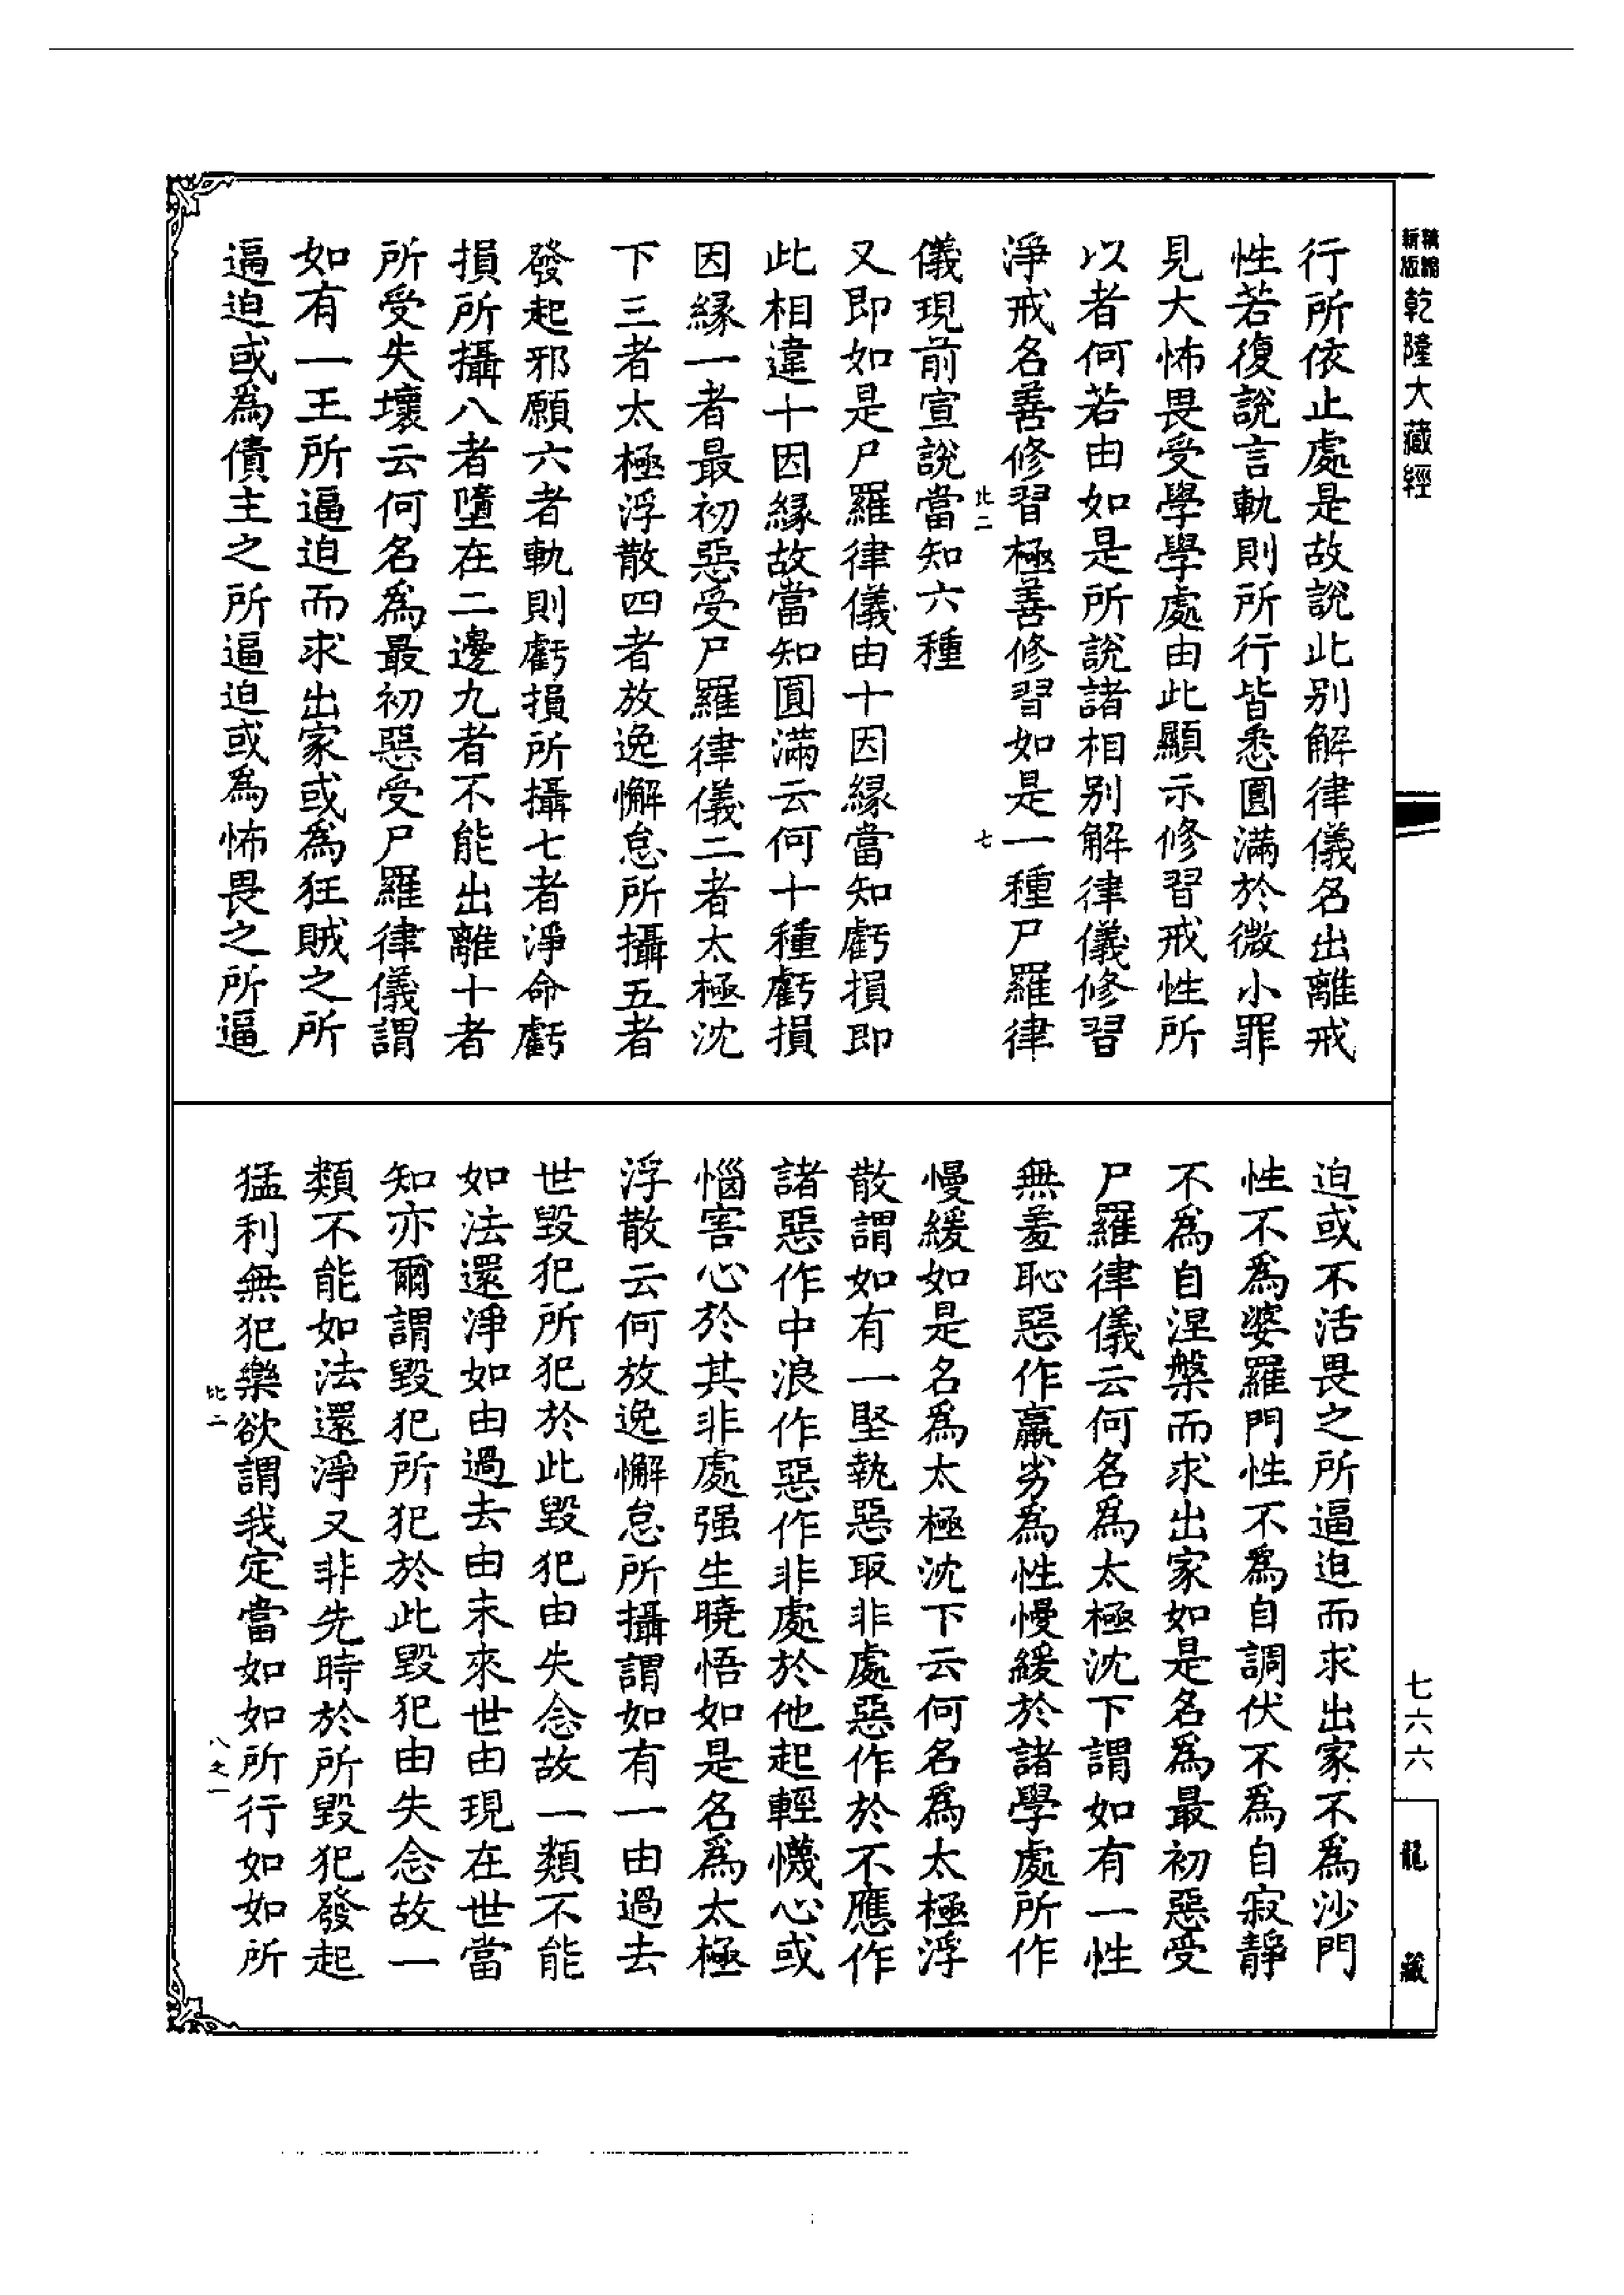 新編縮版乾隆大藏經
行所依止處是故說此別解律儀名出離戒
性若復說言軌則所行皆悉圓滿於微小罪
見大怖畏受學學處由此顯示修習戒性所
以者何若由如是所說諸相別解律儀修習
淨戒名善修習極善修習如是一種尸羅律
比二 七
儀現前宣說當知六種
又即如是尸羅律儀由十因緣當知虧損即
此相違十因緣故當知圓滿云何十種虧損
因緣一者最初惡受尸羅律儀二者太極沈
下三者太極浮散四者放逸懈怠所攝五者
發起邪願六者軌則虧損所攝七者淨命虧
損所攝八者墮在二邊九者不能出離十者
所受失壞云何名為最初惡受尸羅律儀謂
如有一王所逼迫而求出家或為狂賊之所
逼迫或為債主之所逼迫或為怖畏之所逼
迫或不活畏之所逼迫而求出家不為沙門
性不為婆羅門性不為自調伏不為自寂靜
不為自涅槃而求出家如是名為最初惡受
尸羅律儀云何名為太極沈下謂如有一性
無羞恥惡作羸劣為性慢緩於諸學處所作
慢緩如是名為太極沈下云何名為太極浮
散謂如有一堅執惡取非處惡作於不應作
諸惡作中浪作惡作非處於他起輕懱心或
惱害心於其非處强生曉悟如是名為太極
浮散云何放逸懈怠所攝謂如有一由過去
世毀犯所犯於此毀犯由失念故一類不能
如法還淨如由過去由未來世由現在世當
知亦爾謂毀犯所犯於此毀犯由失念故一
類不能如法還淨又非先時於所毀犯發起
猛利無犯樂欲謂我定當如如所行如如所
比二 八之一
七六六
龍藏